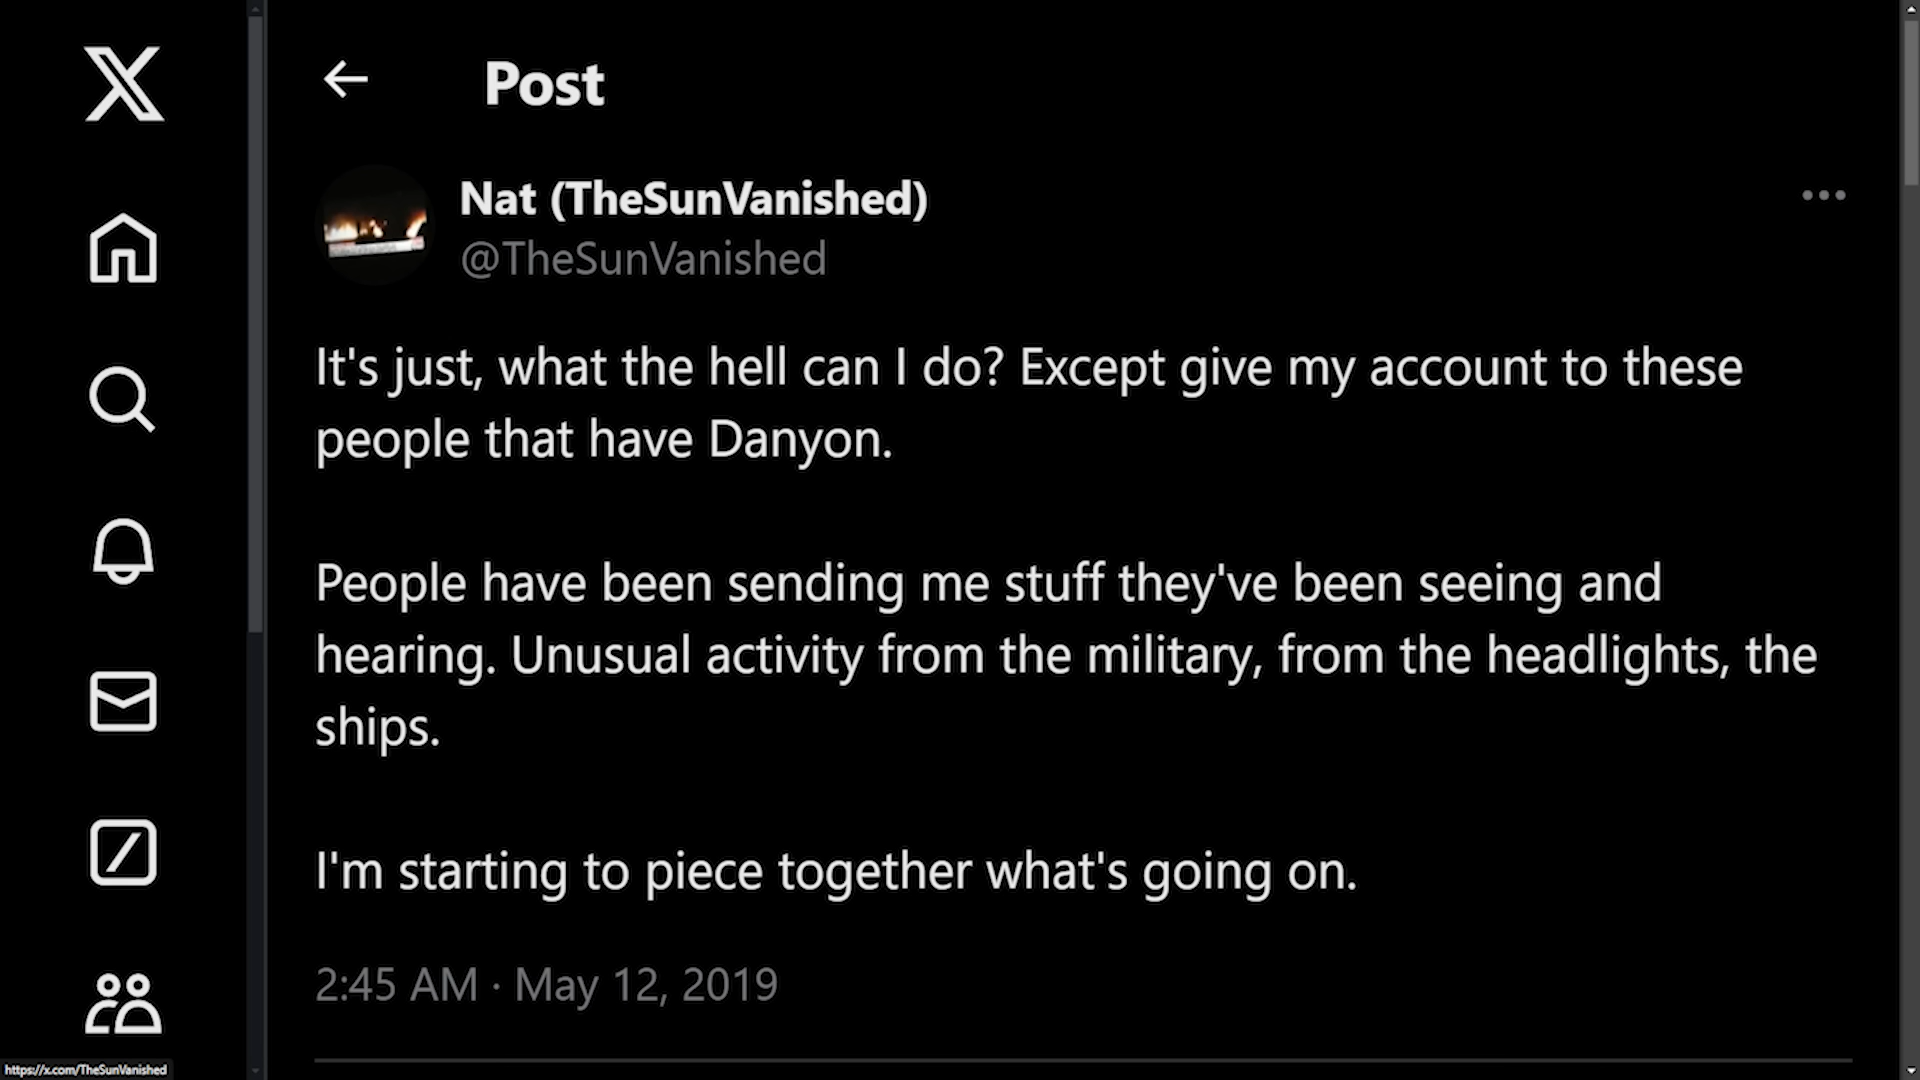 Post
Nat (TheSunVanished)
@TheSunVanished
It's just, what the hell can I do? Except give my account to these
people that have Danyon.
People have been sending me stuff they've been seeing and
hearing. Unusual activity from the military, from the headlights, the
ships.
I'm starting to piece together what's going on.
2:45 AM · May 12, 2019
https://x.com/TheSunVanished